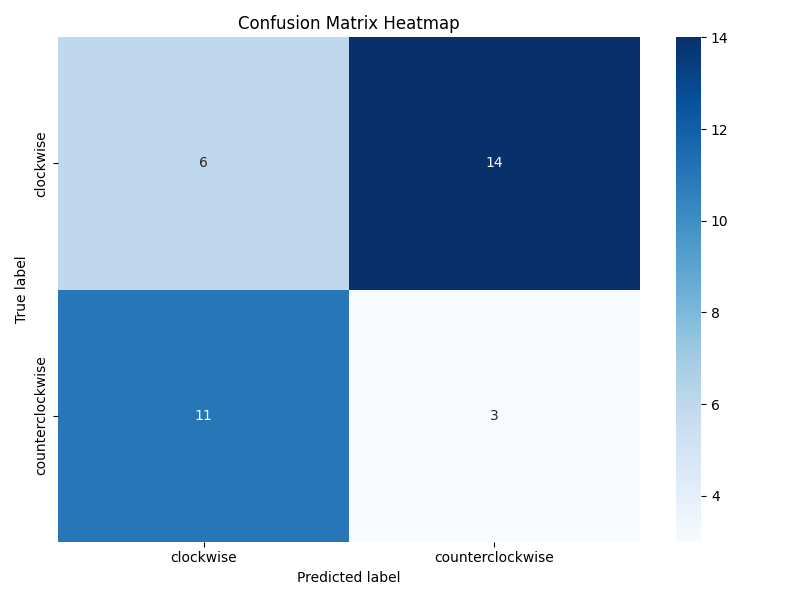 Confusion Matrix Heatmap
clockwise
counterclockwise
True label
6
14
11
3
clockwise
counterclockwise
Predicted label
14
12
10
8
6
4